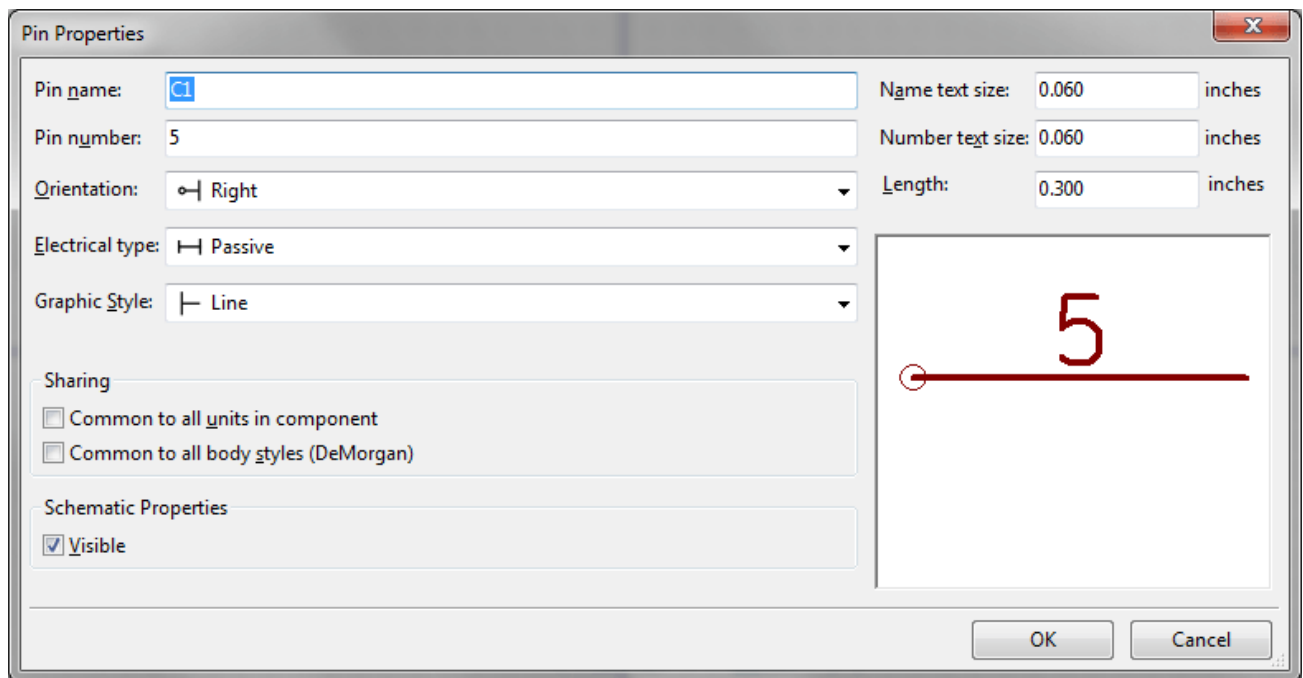 Pin Properties
Pin name: C1 Name text size: 0.060 inches
Pin number: 5 Number text size: 0.060 inches
Orientation: Right Length: 0.300 inches
Electrical type: Passive
Graphic Style: Line
5
Sharing
Common to all units in component
Common to all body styles (DeMorgan)
Schematic Properties
Visible
OK Cancel